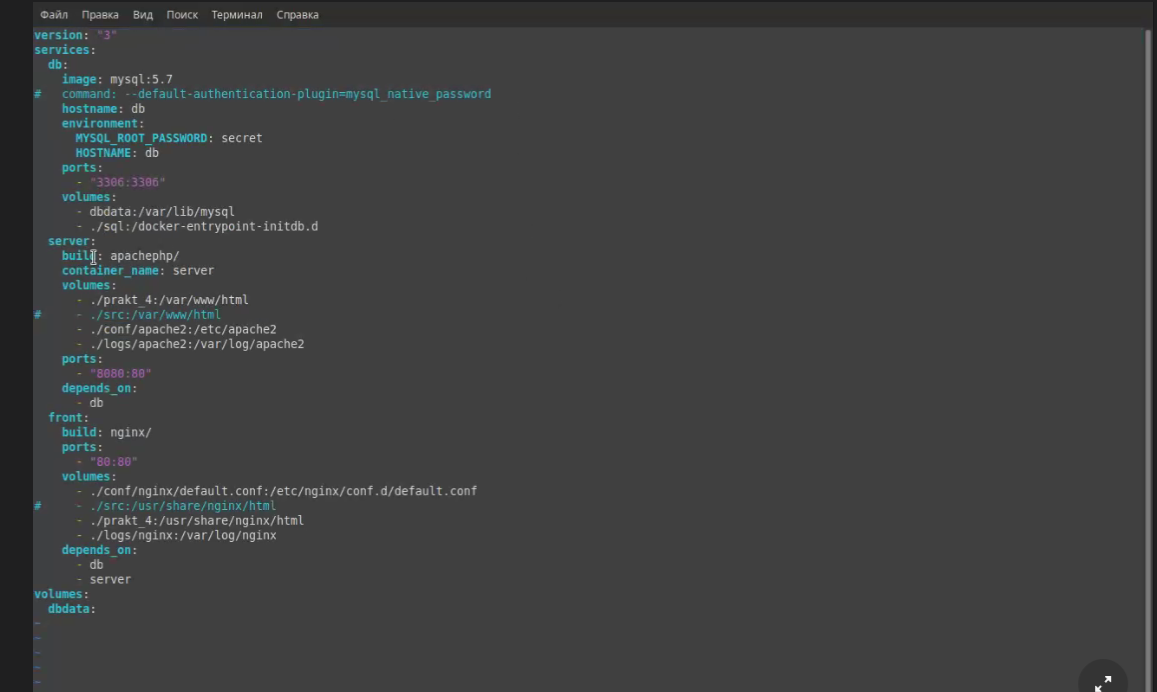 Файл Правка Вид Поиск Терминал Справка
version: "3"
services:
  db:
    image: mysql:5.7
#   command: --default-authentication-plugin=mysql_native_password
    hostname: db
    environment:
      MYSQL_ROOT_PASSWORD: secret
      HOSTNAME: db
    ports:
      - "3306:3306"
    volumes:
      - dbdata:/var/lib/mysql
      - ./sql:/docker-entrypoint-initdb.d
  server:
    build: apachephp/
    container_name: server
    volumes:
      - ./prakt_4:/var/www/html
#     - ./src:/var/www/html
      - ./conf/apache2:/etc/apache2
      - ./logs/apache2:/var/log/apache2
    ports:
      - "8080:80"
    depends_on:
      - db
  front:
    build: nginx/
    ports:
      - "80:80"
    volumes:
      - ./conf/nginx/default.conf:/etc/nginx/conf.d/default.conf
#     - ./src:/usr/share/nginx/html
      - ./prakt_4:/usr/share/nginx/html
      - ./logs/nginx:/var/log/nginx
    depends_on:
      - db
      - server
volumes:
  dbdata:
~
~
~
~
~